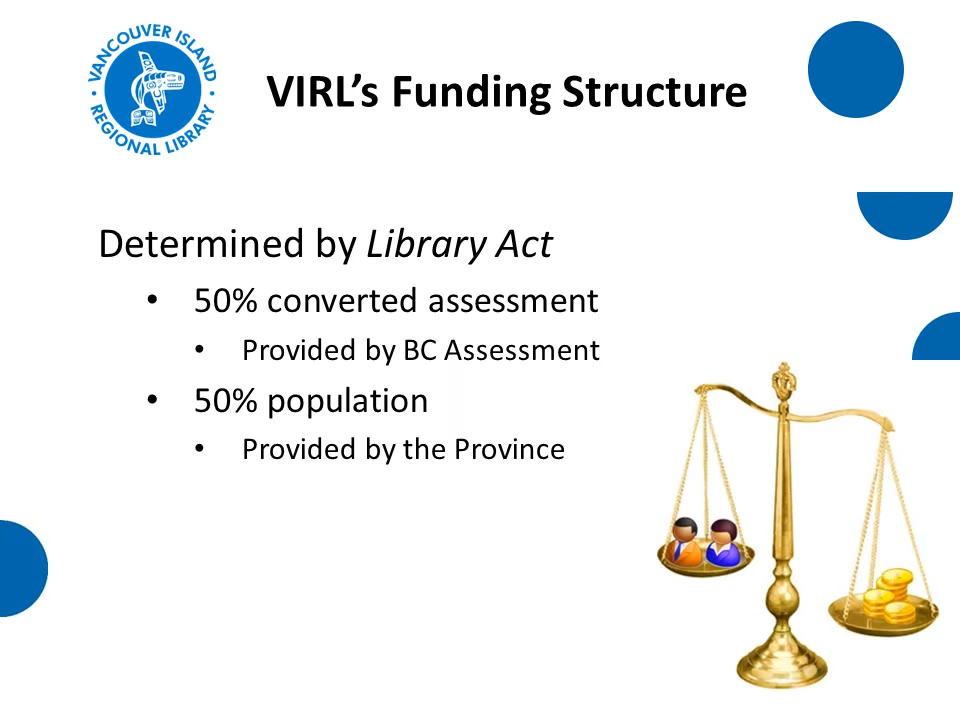 VANCOUVER ISLAND
REGIONAL LIBRARY
VIRL’s Funding Structure
Determined by Library Act
• 50% converted assessment
• Provided by BC Assessment
• 50% population
• Provided by the Province